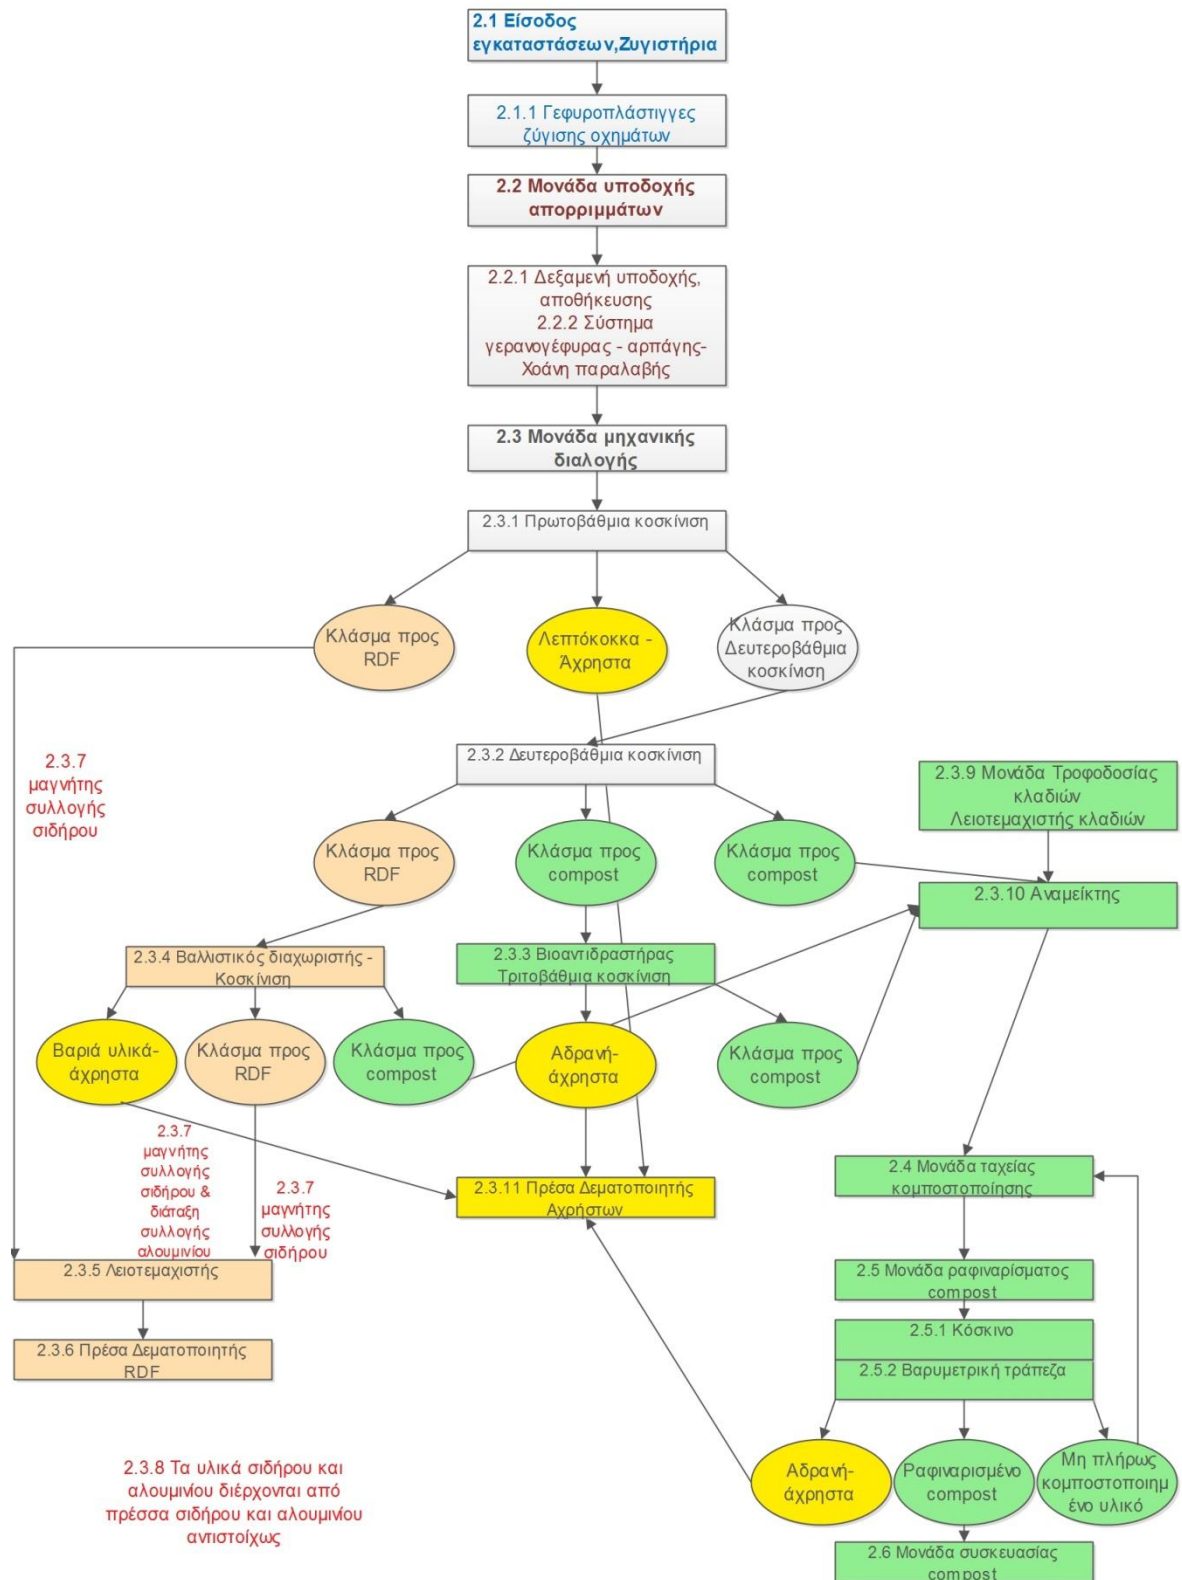 2.1 Είσοδος
εγκαταστάσεων,Ζυγιστήρια
2.1.1 Γεφυροπλάστιγγες
ζύγισης οχημάτων
2.2 Μονάδα υποδοχής
απορριμμάτων
2.2.1 Δεξαμενή υποδοχής,
αποθήκευσης
2.2.2 Σύστημα
γερανογέφυρας - αρπάγης-
Χοάνη παραλαβής
2.3 Μονάδα μηχανικής
διαλογής
2.3.1 Πρωτοβάθμια κοσκίνιση
Κλάσμα προς
RDF
Λεπτόκοκκα -
Άχρηστα
Κλάσμα προς
Δευτεροβάθμια
κοσκίνιση
2.3.7
μαγνήτης
συλλογής
σιδήρου
2.3.2 Δευτεροβάθμια κοσκίνιση
2.3.9 Μονάδα Τροφοδοσίας
κλαδιών
Λειοτεμαχιστής κλαδιών
Κλάσμα προς
RDF
Κλάσμα προς
compost
Κλάσμα προς
compost
2.3.10 Αναμείκτης
2.3.4 Βαλλιστικός διαχωριστής -
Κοσκίνιση
2.3.3 Βιοαντιδραστήρας
Τριτοβάθμια κοσκίνιση
Βαριά υλικά-
άχρηστα
Κλάσμα προς
RDF
Κλάσμα προς
compost
Αδρανή-
άχρηστα
Κλάσμα προς
compost
2.3.7
μαγνήτης
συλλογής
σιδήρου &
διάταξη
συλλογής
αλουμινίου
2.3.7
μαγνήτης
συλλογής
σιδήρου
2.3.11 Πρέσα Δεματοποιητής
Αχρήστων
2.4 Μονάδα ταχείας
κομποστοποίησης
2.3.5 Λειοτεμαχιστής
2.5 Μονάδα ραφιναρίσματος
compost
2.3.6 Πρέσα Δεματοποιητής
RDF
2.5.1 Κόσκινο
2.5.2 Βαρυμετρική τράπεζα
2.3.8 Τα υλικά σιδήρου και
αλουμινίου διέρχονται από
πρέσσα σιδήρου και αλουμινίου
αντιστοίχως
Αδρανή-
άχρηστα
Ραφιναρισμένο
compost
Μη πλήρως
κομποστοποιημ
ένο υλικό
2.6 Μονάδα συσκευασίας
compost